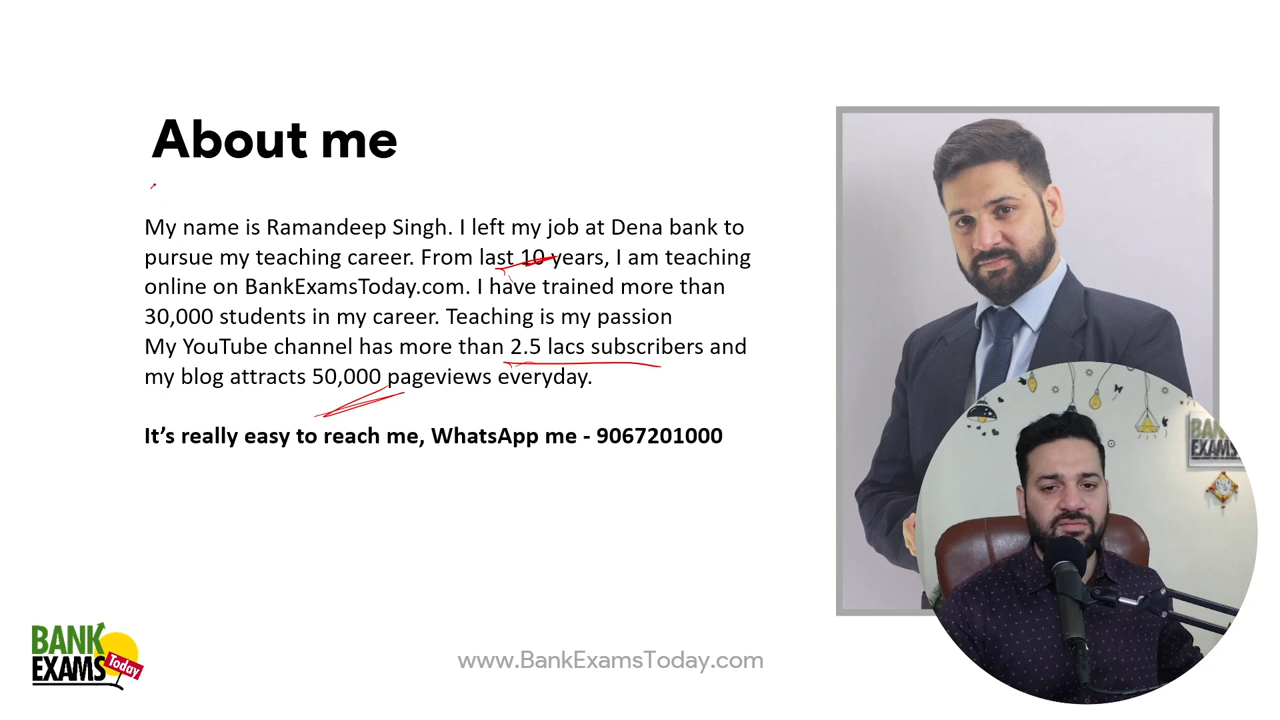 About me
My name is Ramandeep Singh. I left my job at Dena bank to
pursue my teaching career. From last 10 years, I am teaching
online on BankExamsToday.com. I have trained more than
30,000 students in my career. Teaching is my passion
My YouTube channel has more than 2.5 lacs subscribers and
my blog attracts 50,000 pageviews everyday.
It's really easy to reach me, WhatsApp me - 9067201000
BANK
EXAMS
Today
www.BankExamsToday.com
BANK
EXAMS